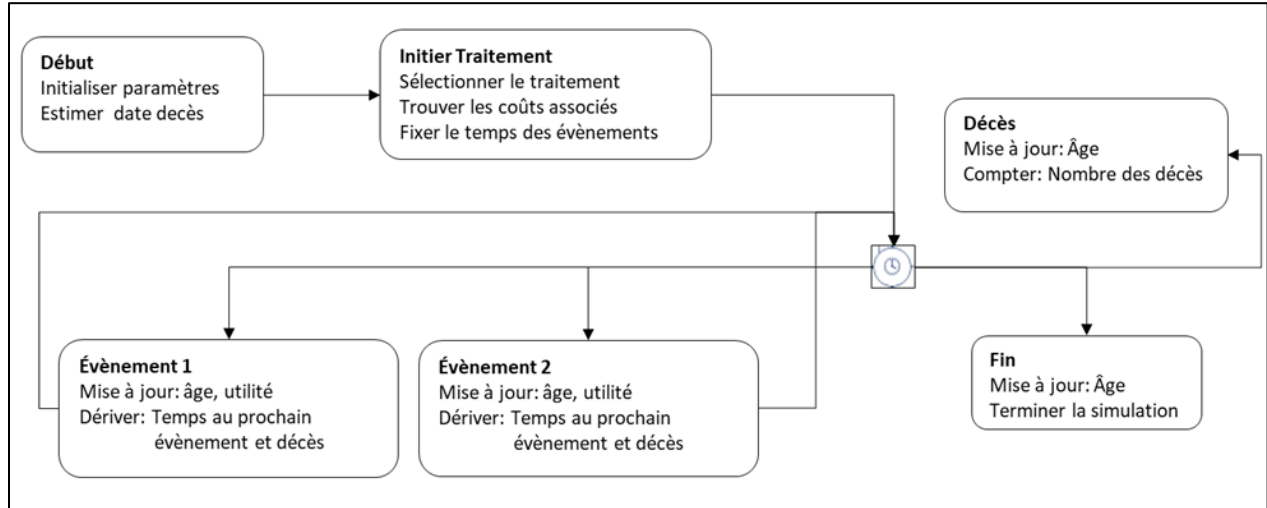 Début
Initialiser paramètres
Estimer date decès
Initier Traitement
Sélectionner le traitement
Trouver les coûts associés
Fixer le temps des évènements
Décès
Mise à jour: Âge
Compter: Nombre des décès
Évènement 1
Mise à jour: âge, utilité
Dériver: Temps au prochain
évènement et décès
Évènement 2
Mise à jour: âge, utilité
Dériver: Temps au prochain
évènement et décès
Fin
Mise à jour: Âge
Terminer la simulation